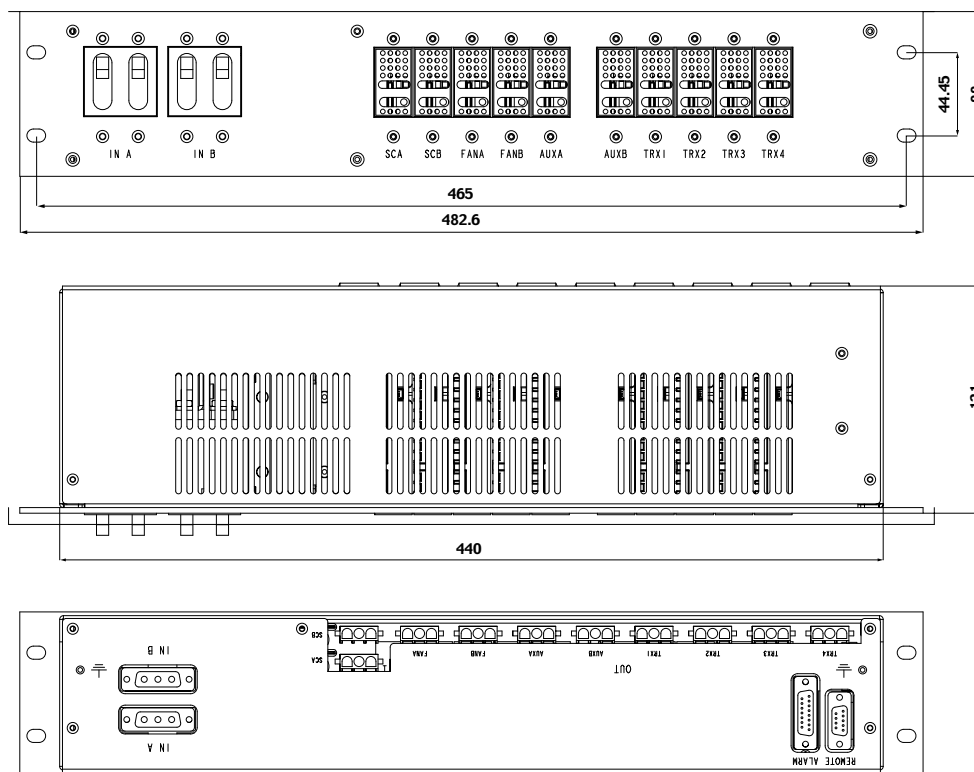 44.45
IN A IN B SCA SCB FANA FANB AUXA AUXB TRX1 TRX2 TRX3 TRX4
465
482.6
440
SCB
SCA
FANA FANB AUXA AUXB TRX1 TRX2 TRX3 TRX4
IN B
OUT
IN A
ALARM REMOTE